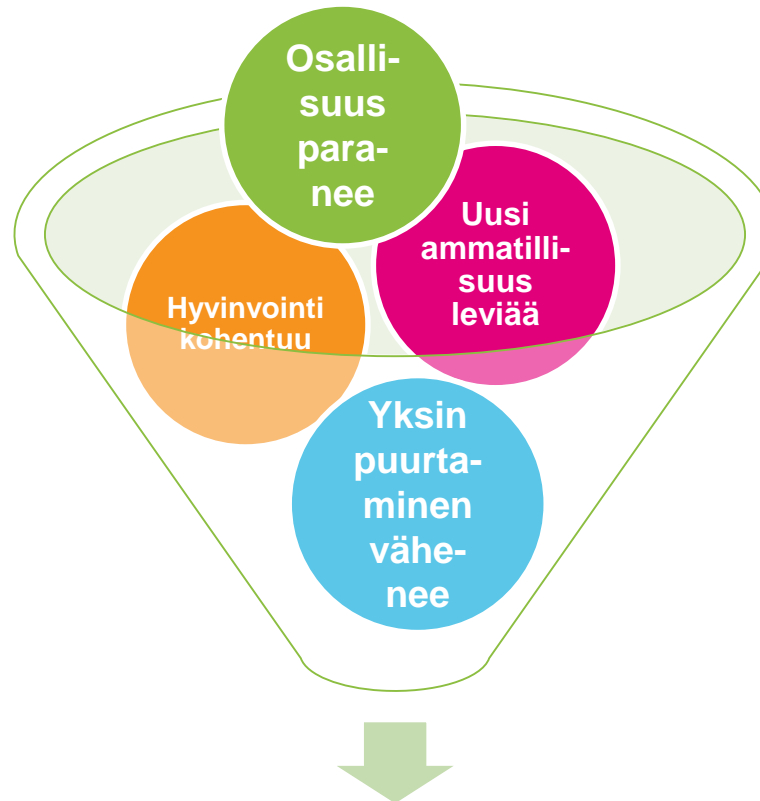 Osalli-
suus
para-
nee
Uusi
ammatilli-
suus
leviää
Hyvinvointi
kohentuu
Yksin
puurta-
minen
vähe-
nee